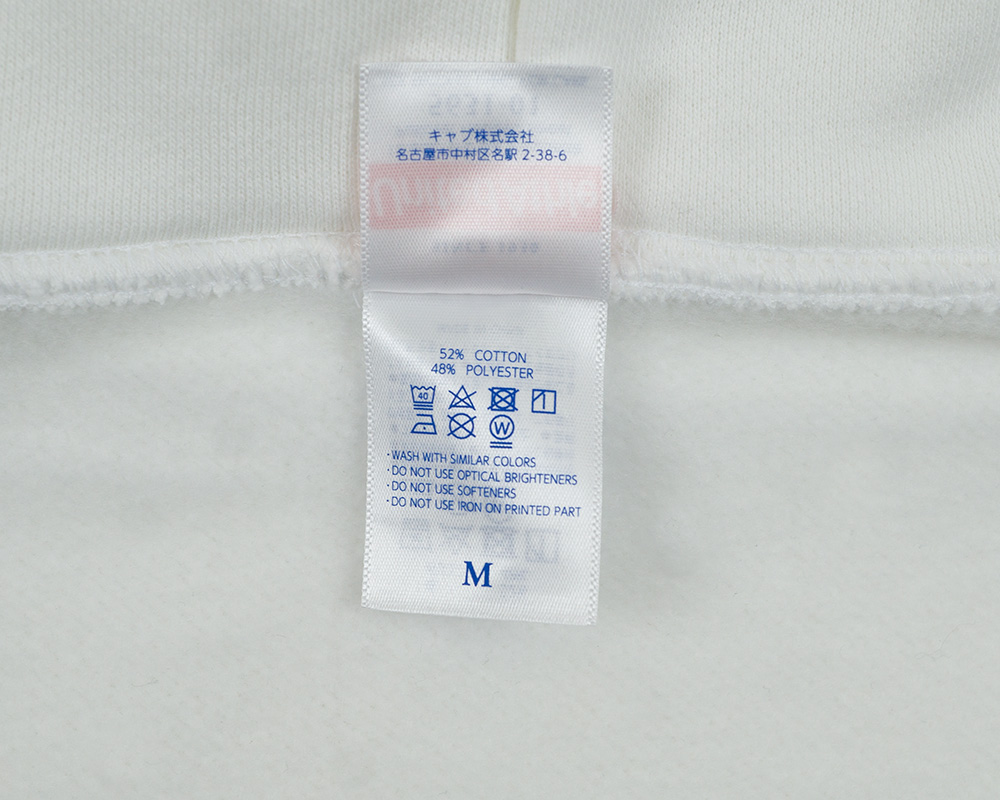 キャブ株式会社
名古屋市中村区名駅 2-38-6
52% COTTON
48% POLYESTER
40
W
·WASH WITH SIMILAR COLORS
·DO NOT USE OPTICAL BRIGHTENERS
·DO NOT USE SOFTENERS
·DO NOT USE IRON ON PRINTED PART
M